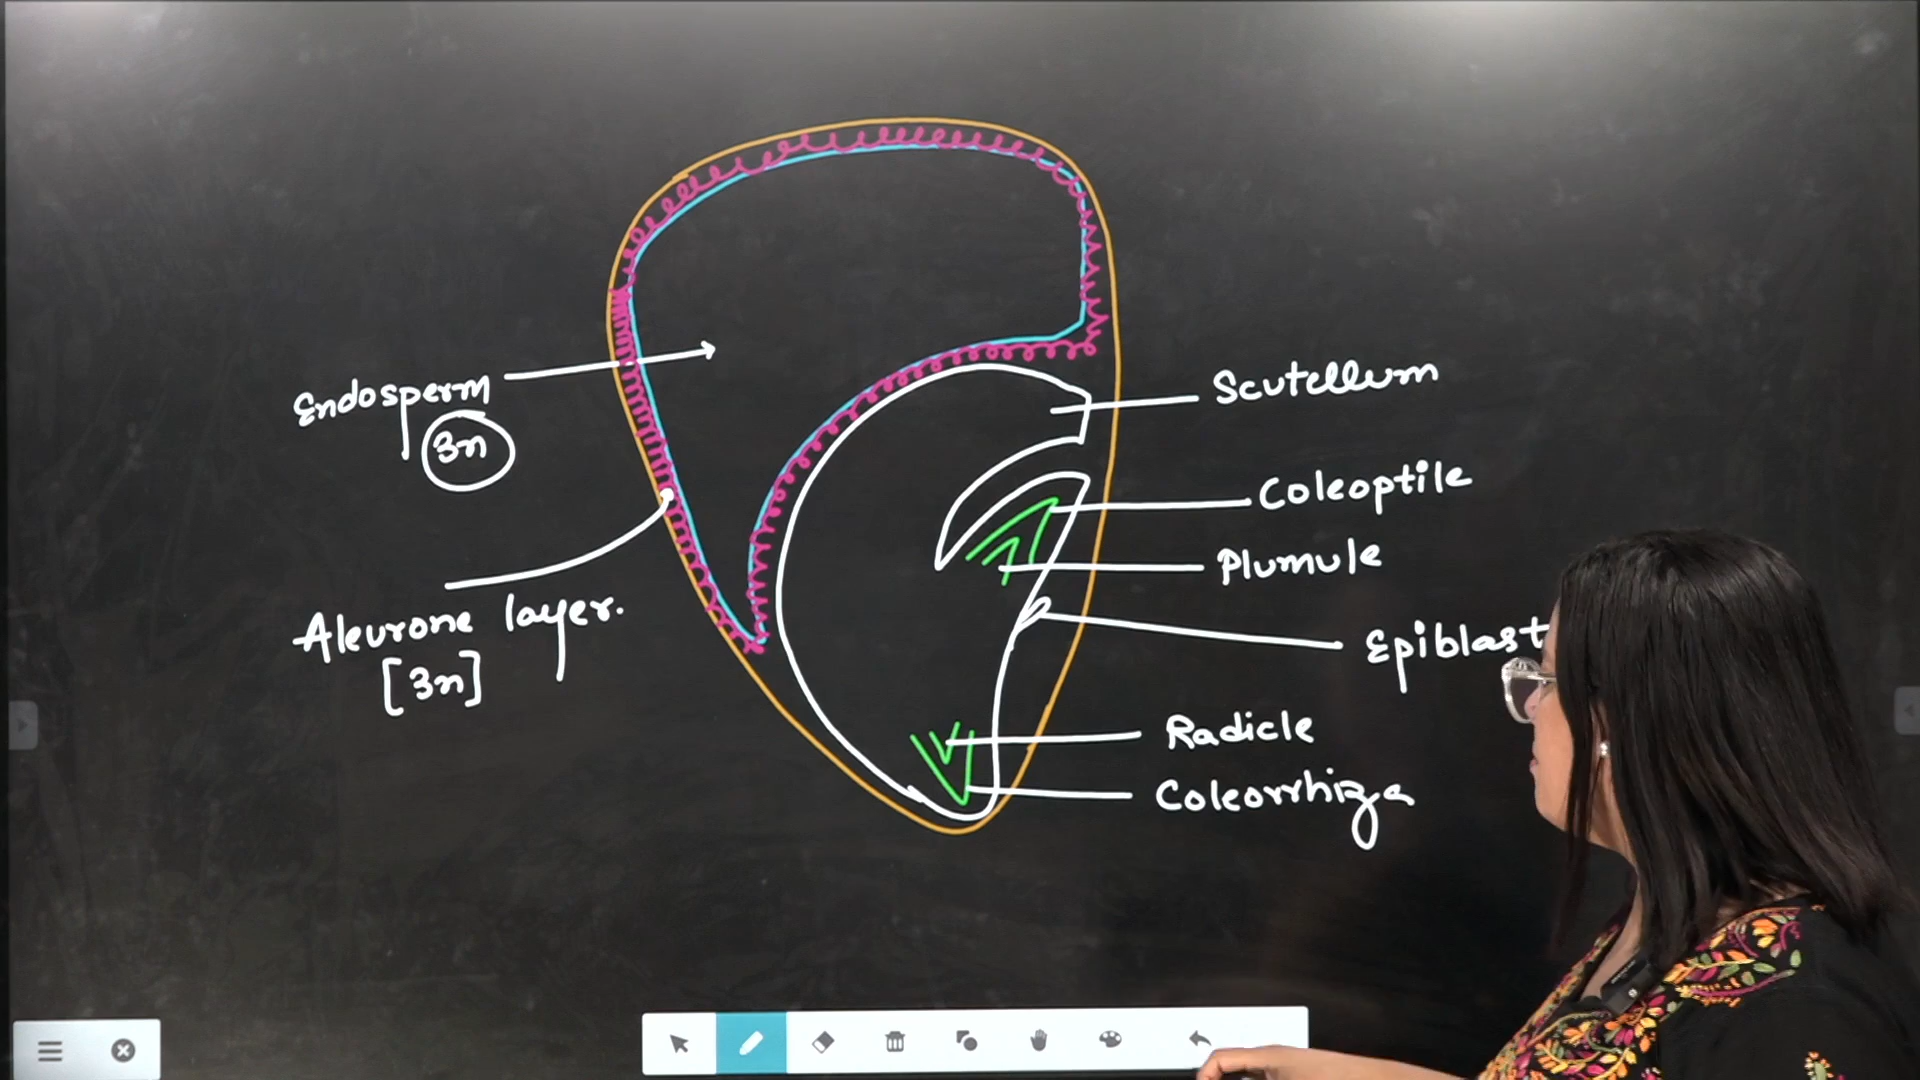 Endosperm
3n
Aleurone layer.
[3n]
Scutellum
Coleoptile
Plumule
Epiblast
Radicle
Coleorrhiza